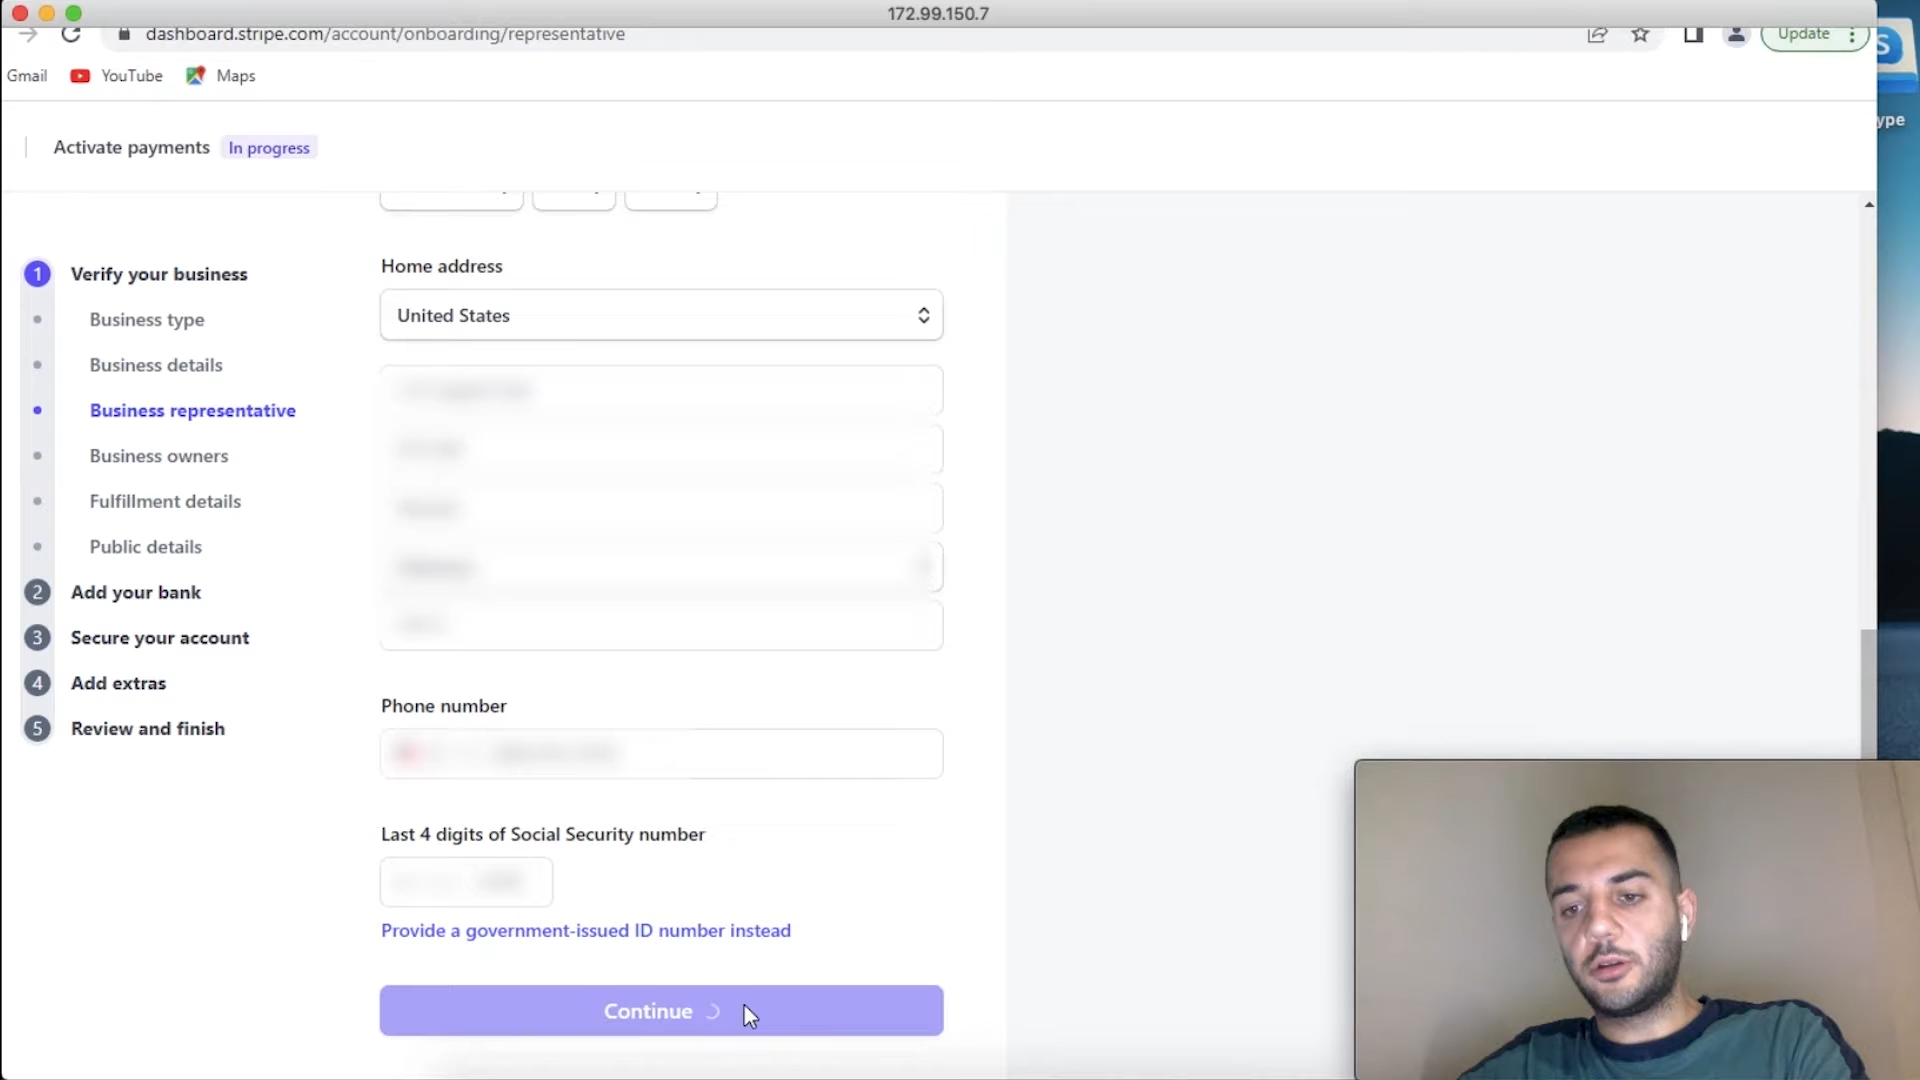 172.99.150.7
dashboard.stripe.com/account/onboarding/representative
Update
Gmail
YouTube
Maps
S
ype
Activate payments
In progress
1 Verify your business
Business type
Business details
Business representative
Business owners
Fulfillment details
Public details
2 Add your bank
3 Secure your account
4 Add extras
5 Review and finish
Home address
United States
Phone number
Last 4 digits of Social Security number
Provide a government-issued ID number instead
Continue